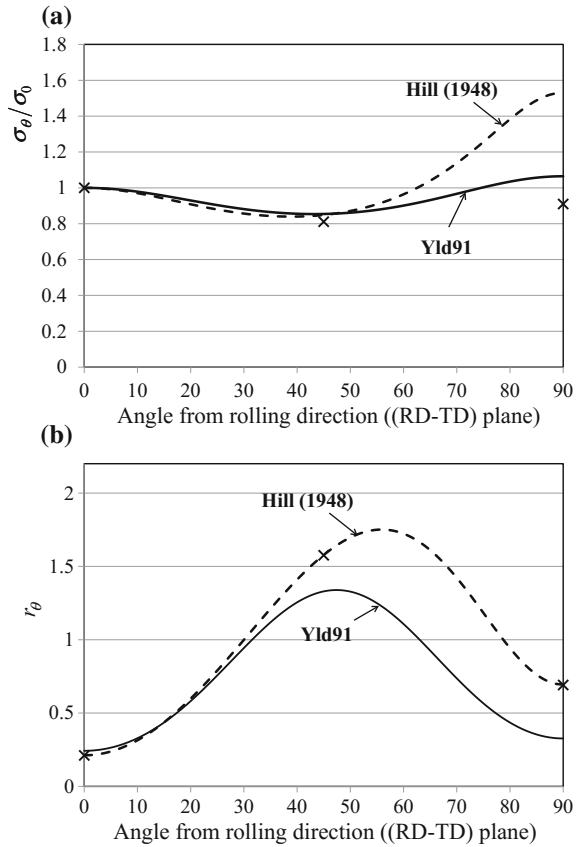 (a)
1.8
1.6
1.4
1.2
1
0.8
0.6
0.4
0.2
0
σθ/σ0
Hill (1948)
Yld91
0 10 20 30 40 50 60 70 80 90
Angle from rolling direction ((RD-TD) plane)
(b)
2
1.5
1
0.5
0
rθ
Hill (1948)
Yld91
0 10 20 30 40 50 60 70 80 90
Angle from rolling direction ((RD-TD) plane)